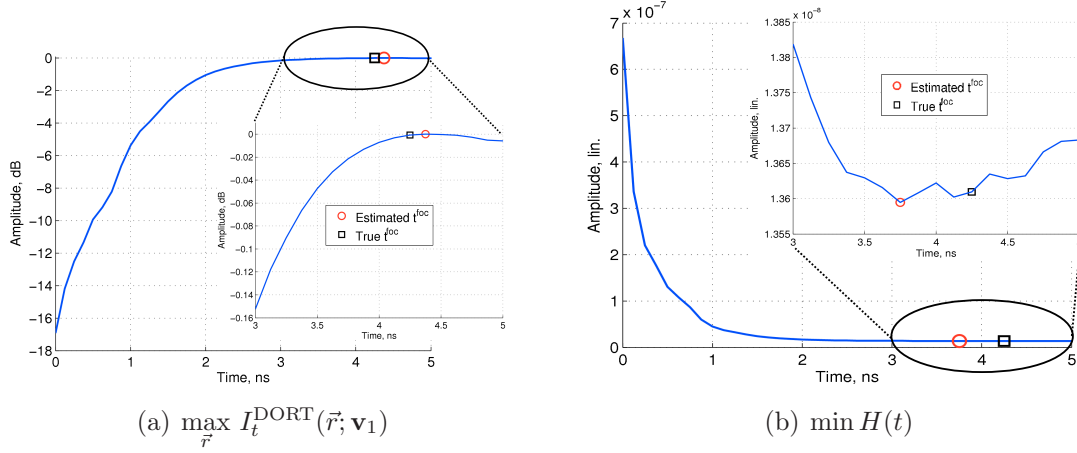 0
−2
−4
−6
−8
−10
−12
−14
−16
−18
Amplitude, dB
0 1 2 3 4 5
Time, ns
0
−0.02
−0.04
−0.06
−0.08
−0.1
−0.12
−0.14
−0.16
Amplitude, dB
Estimated t^foc
True t^foc
3 3.5 4 4.5 5
Time, ns
(a) max_{\vec{r}} I_t^{DORT}(\vec{r}; v_1)
x 10^−7
7
6
5
4
3
2
1
0
Amplitude, lin.
0 1 2 3 4 5
Time, ns
x 10^−8
1.385
1.38
1.375
1.37
1.365
1.36
1.355
Amplitude, lin.
Estimated t^foc
True t^foc
3 3.5 4 4.5
Time, ns
(b) min H(t)